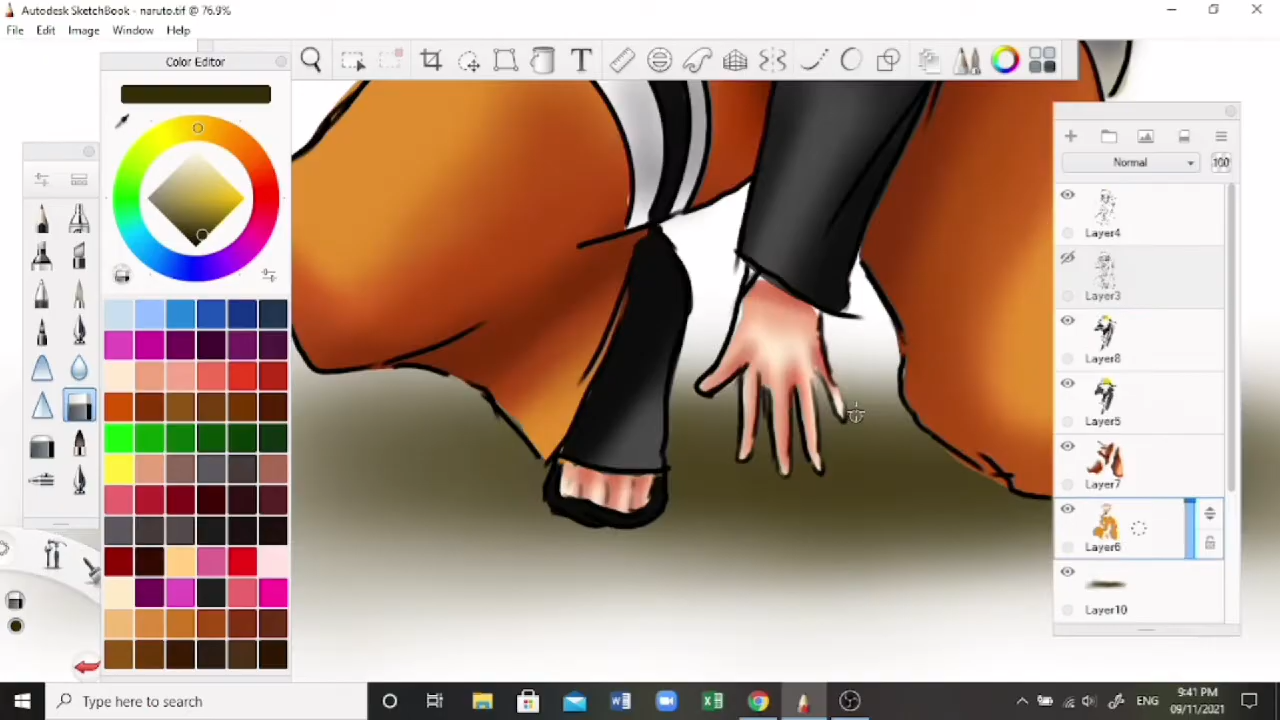 Autodesk SketchBook - naruto.tif @ 76.9%
File Edit Image Window Help
Color Editor
T
Normal 100
Layer4
Layer3
Layer8
Layer5
Layer7
Layer6
Layer10
Type here to search
ENG
9:41 PM
09/11/2021